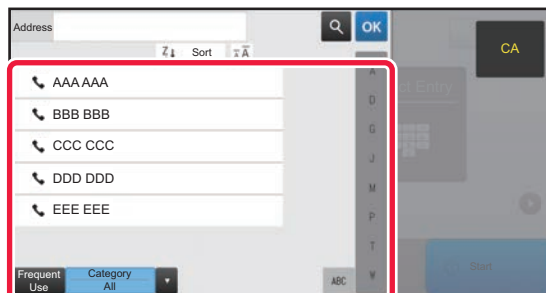 Address
OK
CA
Z↓ Sort
AAA AAA
BBB BBB
CCC CCC
DDD DDD
EEE EEE
A
D
G
J
M
P
T
W
Entry
Frequent
Use
Category
All
▼
ABC
Start